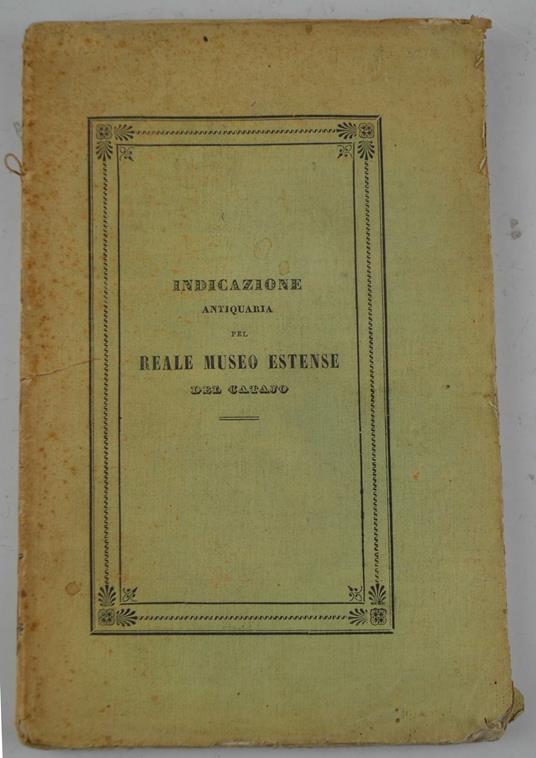 INDICAZIONE
ANTIQUARIA
PEL
REALE MUSEO ESTENSE
DEL CATAJO